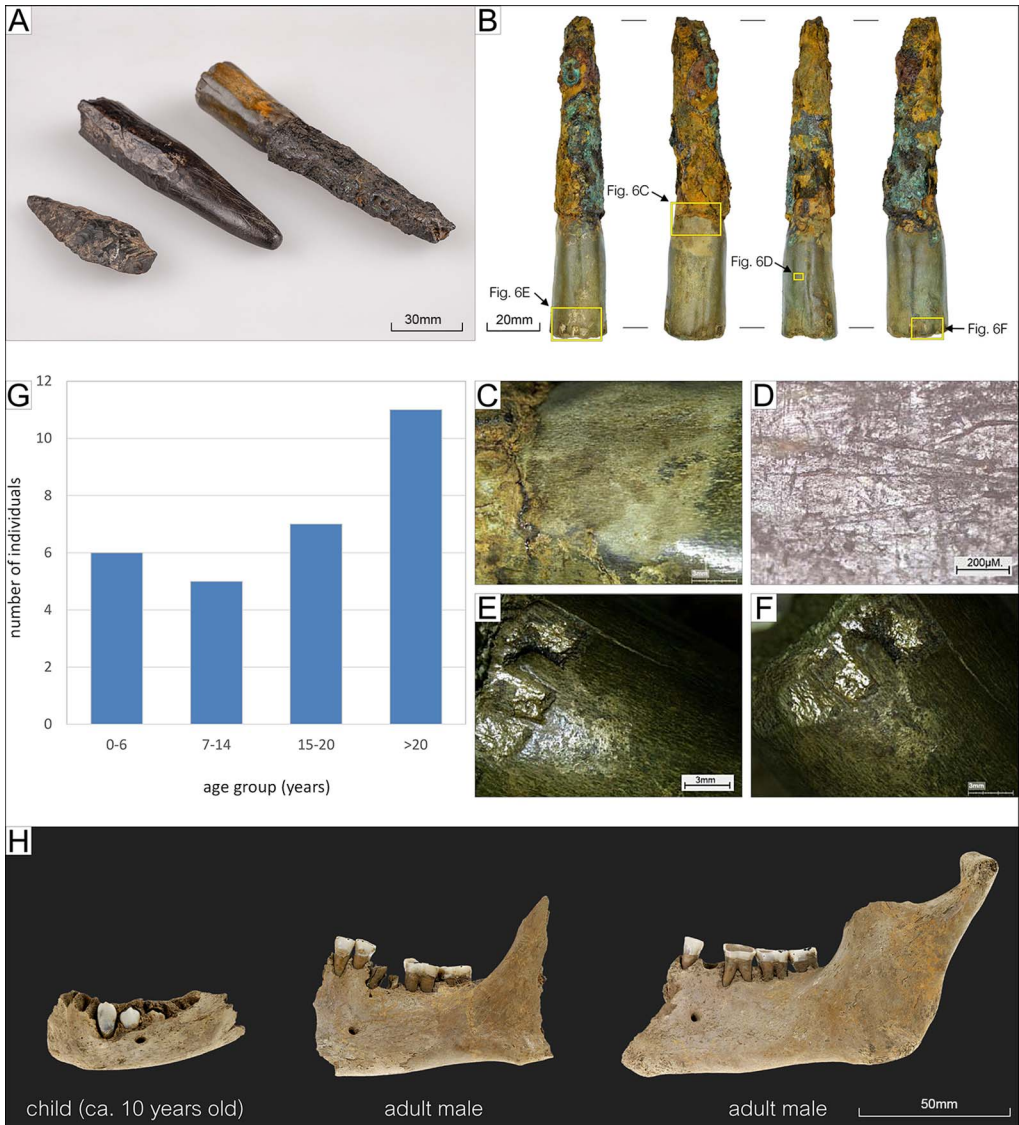 A
30mm
B
Fig. 6C
Fig. 6D
Fig. 6E
20mm
Fig. 6F
G
number of individuals
12
10
8
6
4
2
0
0-6
7-14
15-20
>20
age group (years)
C
3mm
D
200µM.
E
3mm
F
3mm
H
child (ca. 10 years old)
adult male
adult male
50mm